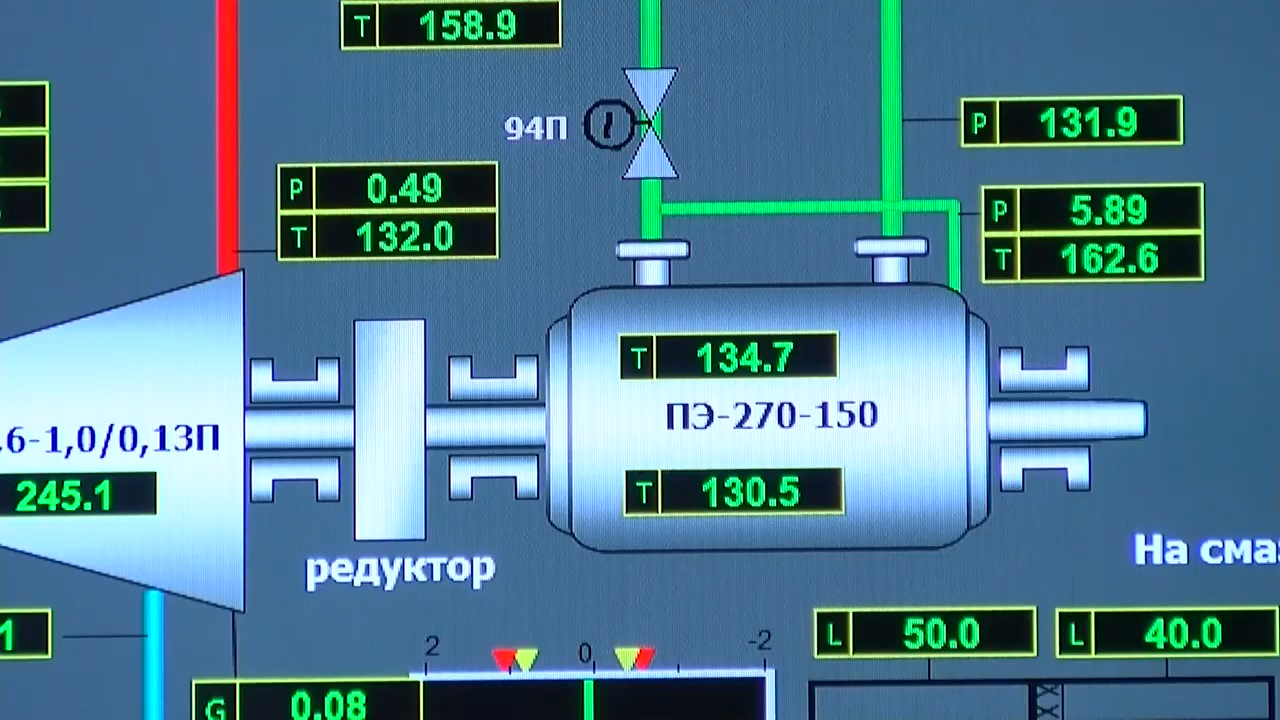 T 158.9
94П
P 131.9
P 0.49
T 132.0
P 5.89
T 162.6
T 134.7
ПЭ-270-150
.6-1,0/0,13П
245.1
T 130.5
редуктор
На сма
1
2 0 -2
L 50.0
L 40.0
G 0.08